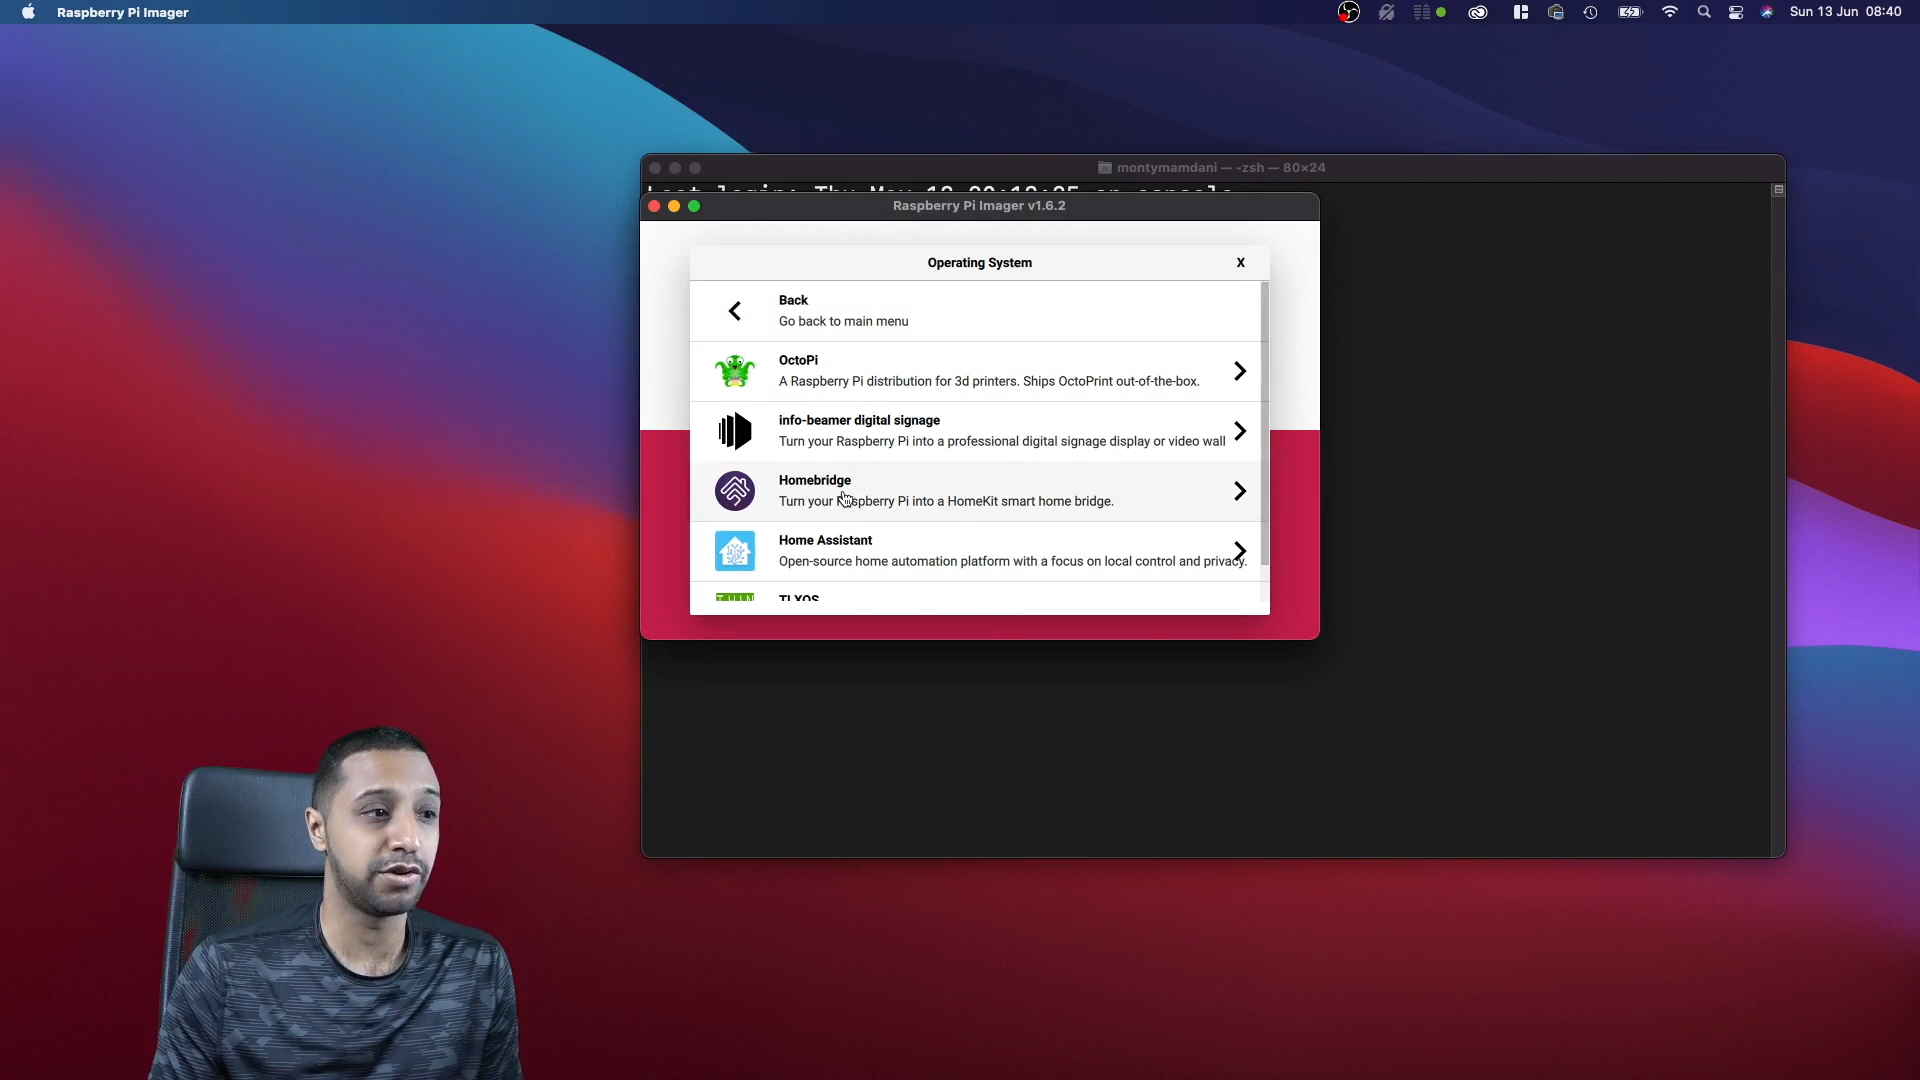 Raspberry Pi Imager
Sun 13 Jun 08:40
montymamdani — -zsh — 80×24
Raspberry Pi Imager v1.6.2
Operating System
X
Back
Go back to main menu
OctoPi
A Raspberry Pi distribution for 3d printers. Ships OctoPrint out-of-the-box.
info-beamer digital signage
Turn your Raspberry Pi into a professional digital signage display or video wall
Homebridge
Turn your Raspberry Pi into a HomeKit smart home bridge.
Home Assistant
Open-source home automation platform with a focus on local control and privacy.
TLXOS